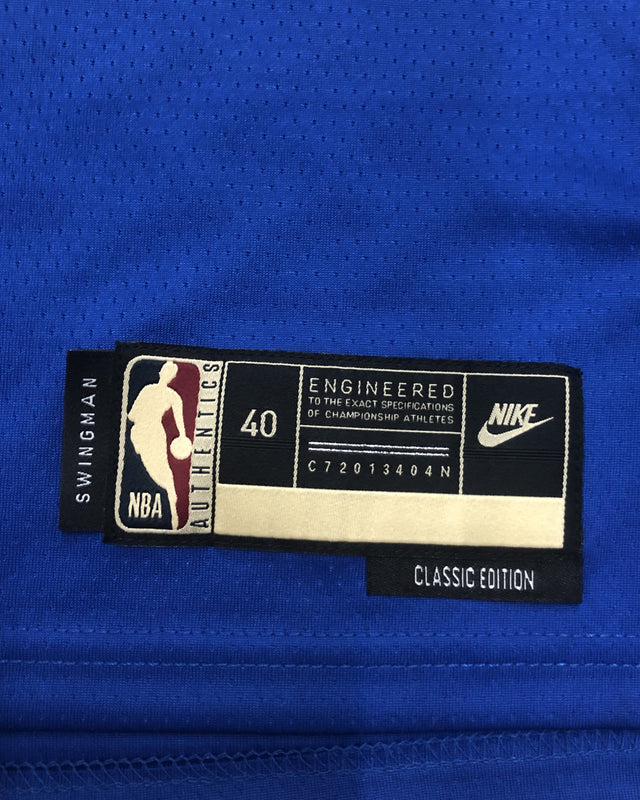 SWINGMAN
NBA
AUTHENTICS
40
ENGINEERED
TO THE EXACT SPECIFICATIONS
OF CHAMPIONSHIP ATHLETES
C72013404N
NIKE
CLASSIC EDITION